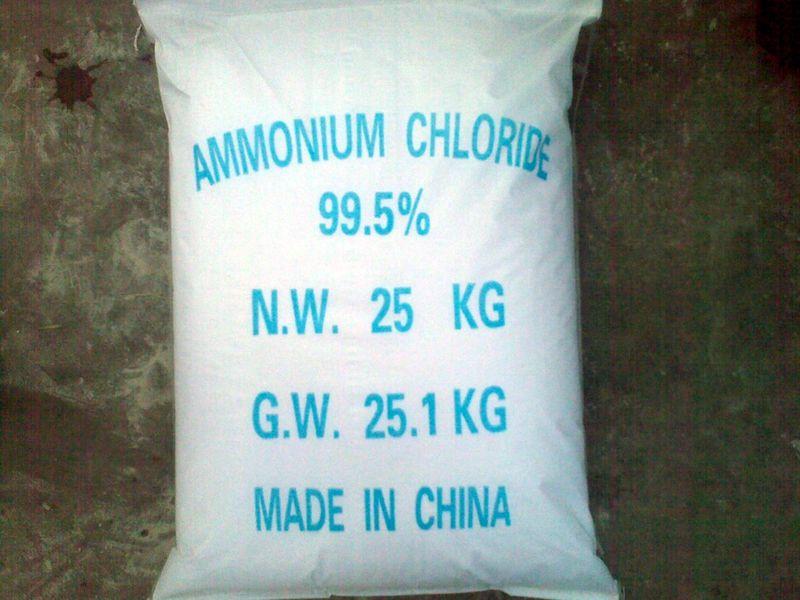 AMMONIUM CHLORIDE
99.5%
N.W. 25 KG
G.W. 25.1 KG
MADE IN CHINA